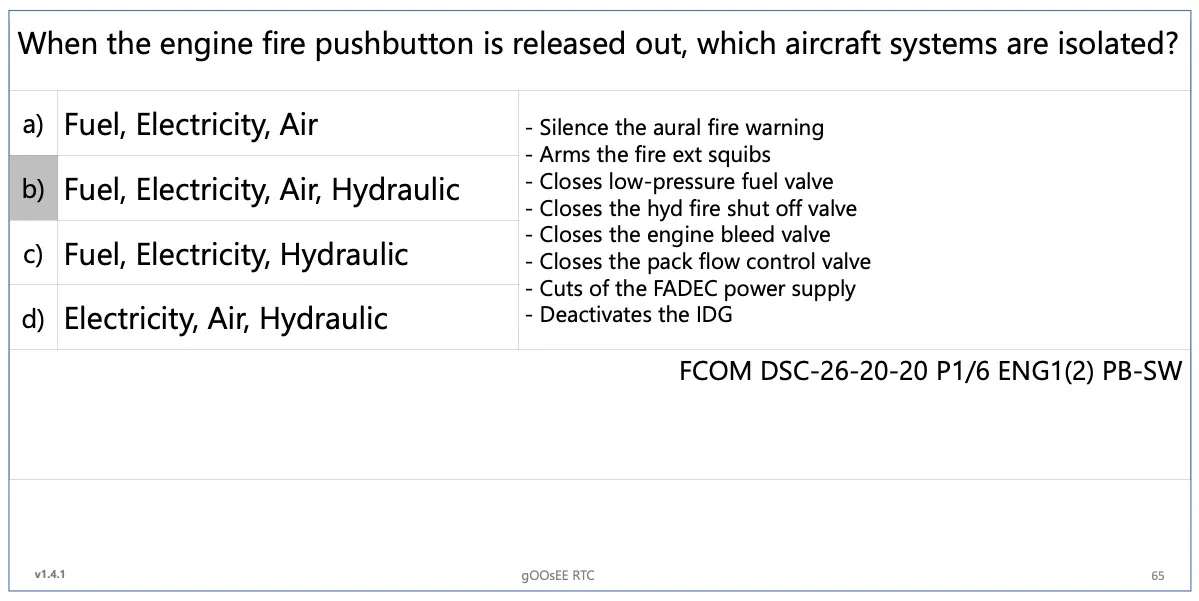 When the engine fire pushbutton is released out, which aircraft systems are isolated?
a) Fuel, Electricity, Air
b) Fuel, Electricity, Air, Hydraulic
c) Fuel, Electricity, Hydraulic
d) Electricity, Air, Hydraulic
- Silence the aural fire warning
- Arms the fire ext squibs
- Closes low-pressure fuel valve
- Closes the hyd fire shut off valve
- Closes the engine bleed valve
- Closes the pack flow control valve
- Cuts of the FADEC power supply
- Deactivates the IDG
FCOM DSC-26-20-20 P1/6 ENG1(2) PB-SW
v1.4.1
gOOsEE RTC
65